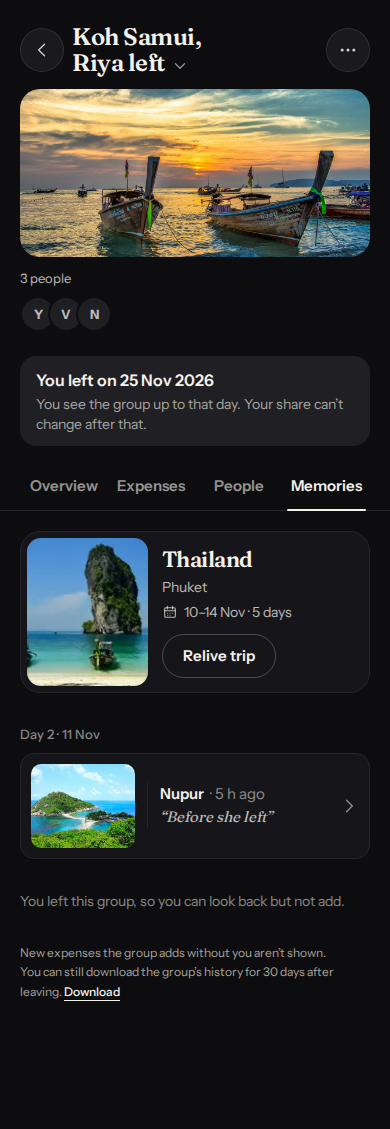 Koh Samui,
Riya left
3 people
Y V N
You left on 25 Nov 2026
You see the group up to that day. Your share can't
change after that.
Overview Expenses People Memories
Thailand
Phuket
10–14 Nov · 5 days
Relive trip
Day 2 · 11 Nov
Nupur · 5 h ago
“Before she left”
You left this group, so you can look back but not add.
New expenses the group adds without you aren't shown.
You can still download the group's history for 30 days after
leaving. Download